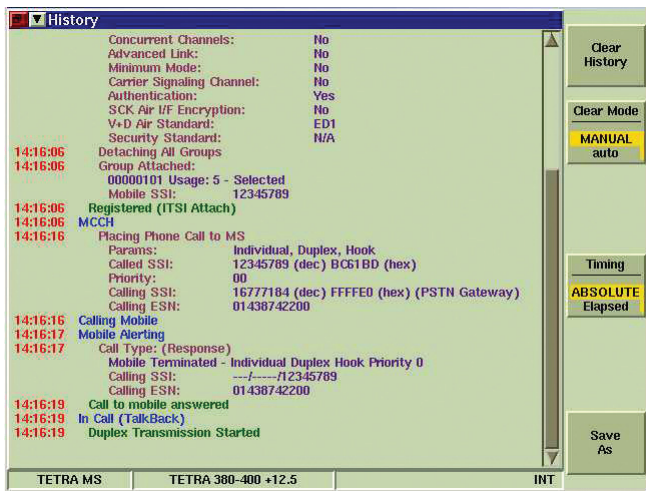 History
Concurrent Channels: No
Advanced Link: No
Minimum Mode: No
Carrier Signaling Channel: No
Authentication: Yes
SCK Air I/F Encryption: No
V+D Air Standard: ED1
Security Standard: N/A
14:16:06 Detaching All Groups
14:16:06 Group Attached:
00000101 Usage: 5 - Selected
Mobile SSI: 12345789
14:16:06 Registered (ITSI Attach)
14:16:06 MCCH
14:16:16 Placing Phone Call to MS
Params: Individual, Duplex, Hook
Called SSI: 12345789 (dec) BC61BD (hex)
Priority: 00
Calling SSI: 16777184 (dec) FFFFE0 (hex) (PSTN Gateway)
Calling ESN: 01438742200
14:16:16 Calling Mobile
14:16:17 Mobile Alerting
14:16:17 Call Type: (Response)
Mobile Terminated - Individual Duplex Hook Priority 0
Calling SSI: ---/-----/12345789
Calling ESN: 01438742200
14:16:19 Call to mobile answered
14:16:19 In Call (TalkBack)
14:16:19 Duplex Transmission Started
TETRA MS TETRA 380-400 +12.5 INT
Clear
History
Clear Mode
MANUAL
auto
Timing
ABSOLUTE
Elapsed
Save
As